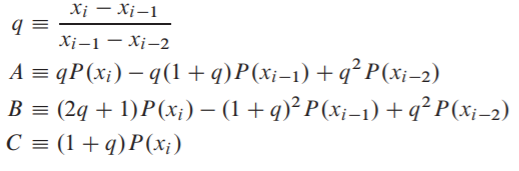 q ≡ \frac{x_i − x_{i−1}}{x_{i−1} − x_{i−2}}
A ≡ qP(x_i) − q(1 + q)P(x_{i−1}) + q^2 P(x_{i−2})
B ≡ (2q + 1)P(x_i) − (1 + q)^2 P(x_{i−1}) + q^2 P(x_{i−2})
C ≡ (1 + q)P(x_i)